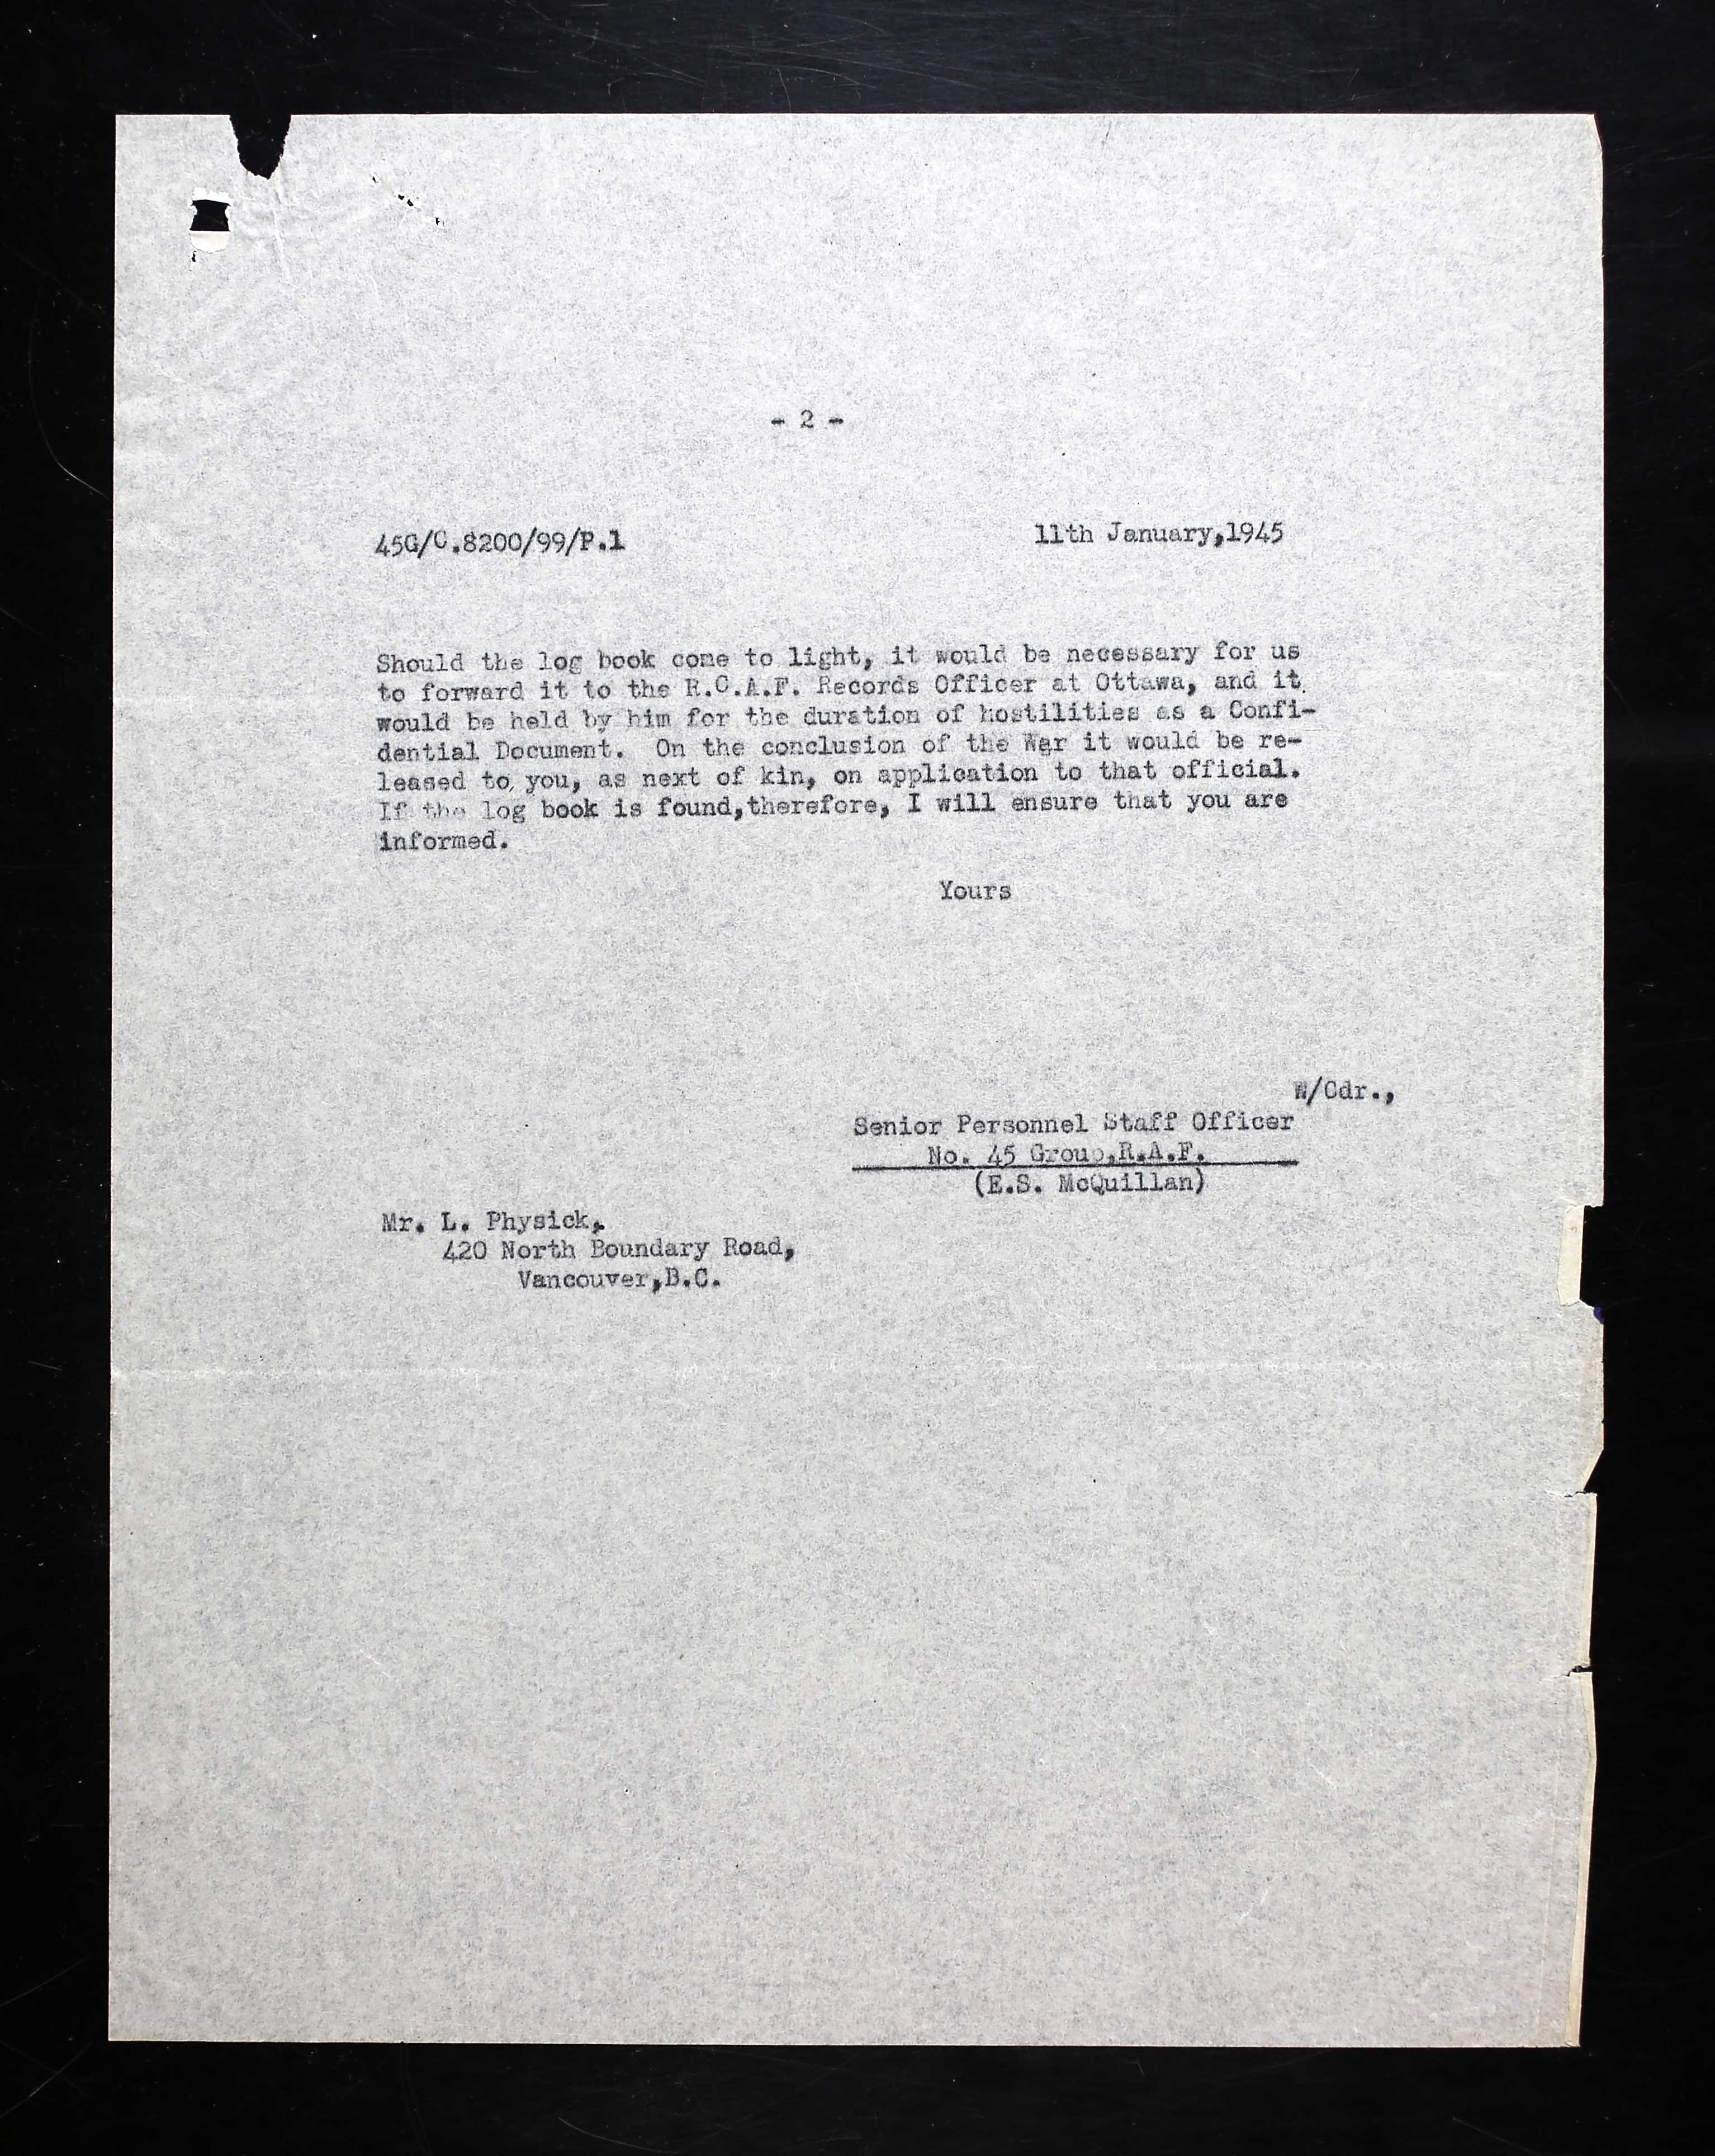 - 2 -
45G/C.8200/99/P.1 11th January,1945
Should the log book come to light, it would be necessary for us
to forward it to the R.C.A.F. Records Officer at Ottawa, and it
would be held by him for the duration of hostilities as a Confi-
dential Document. On the conclusion of the War it would be re-
leased to you, as next of kin, on application to that official.
If the log book is found,therefore, I will ensure that you are
informed.
Yours
W/Cdr.,
Senior Personnel Staff Officer
No. 45 Group,R.A.F.
(E.S. McQuillan)
Mr. L. Physick,
420 North Boundary Road,
Vancouver,B.C.